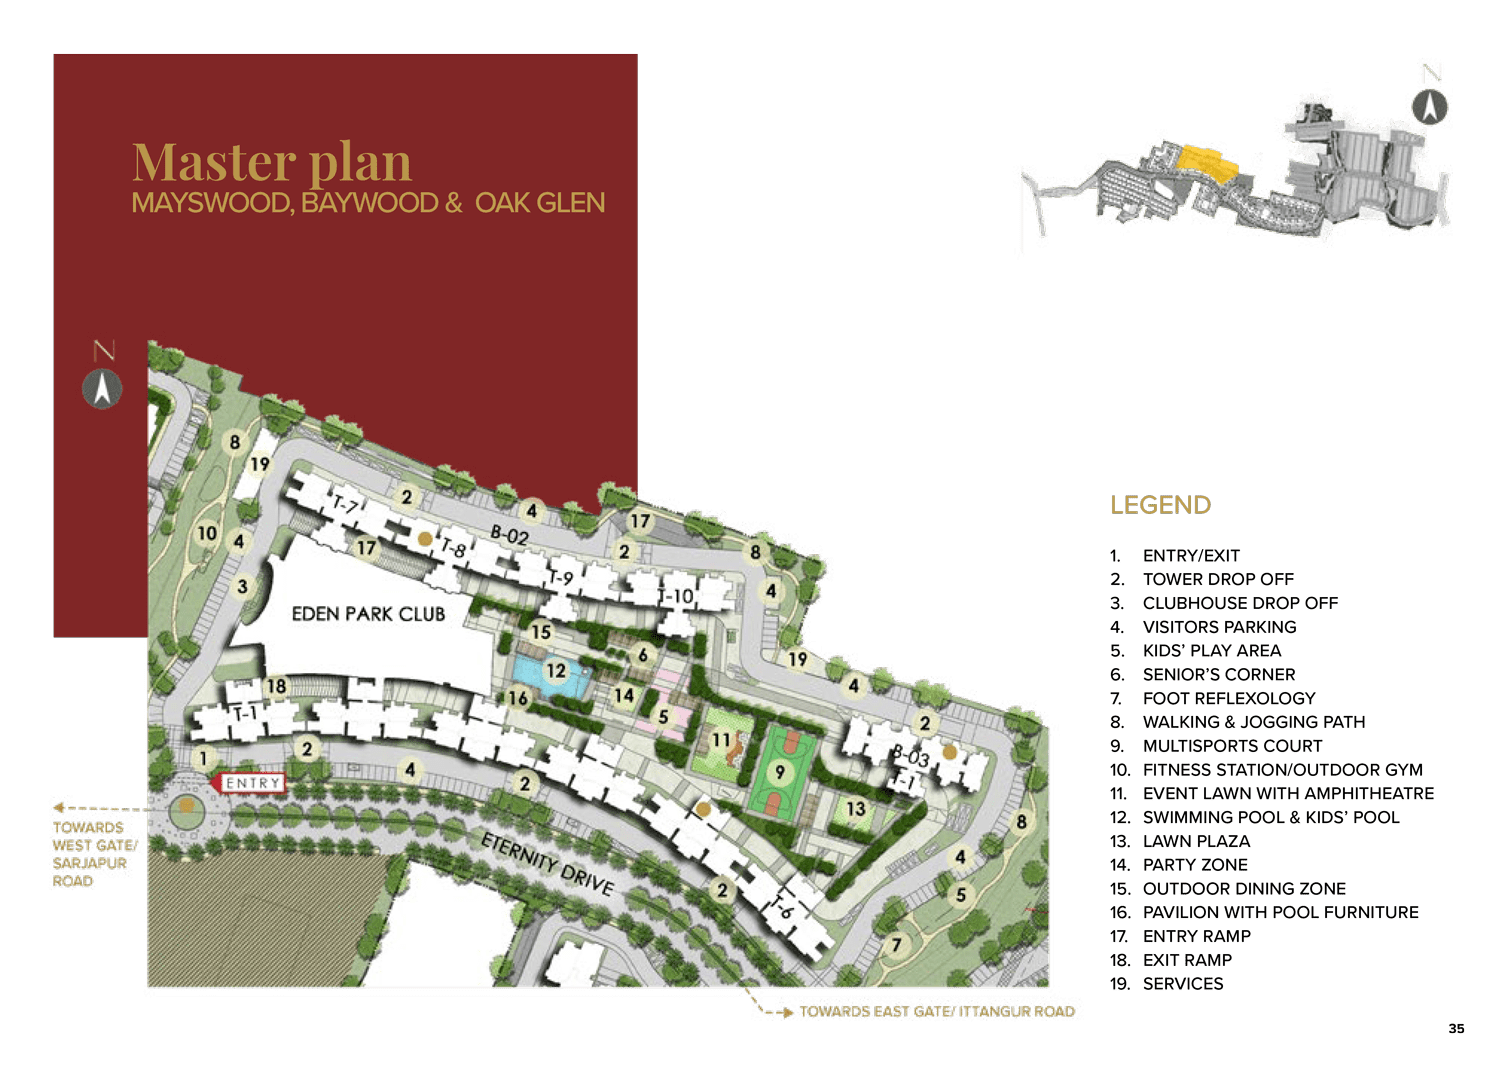 Master plan
MAYSWOOD, BAYWOOD & OAK GLEN
N
N
8
19
2
T-7
4
B-02
17
10
4
17
T-8
2
8
3
T-9
T-10
4
EDEN PARK CLUB
15
6
19
12
18
16
14
4
T-1
5
2
11
1
2
B-03
4
9
T-1
ENTRY
2
13
8
TOWARDS
WEST GATE/
SARJAPUR
ROAD
ETERNITY DRIVE
4
2
5
T-6
7
TOWARDS EAST GATE/ ITTANGUR ROAD
LEGEND
1. ENTRY/EXIT
2. TOWER DROP OFF
3. CLUBHOUSE DROP OFF
4. VISITORS PARKING
5. KIDS’ PLAY AREA
6. SENIOR’S CORNER
7. FOOT REFLEXOLOGY
8. WALKING & JOGGING PATH
9. MULTISPORTS COURT
10. FITNESS STATION/OUTDOOR GYM
11. EVENT LAWN WITH AMPHITHEATRE
12. SWIMMING POOL & KIDS’ POOL
13. LAWN PLAZA
14. PARTY ZONE
15. OUTDOOR DINING ZONE
16. PAVILION WITH POOL FURNITURE
17. ENTRY RAMP
18. EXIT RAMP
19. SERVICES
35